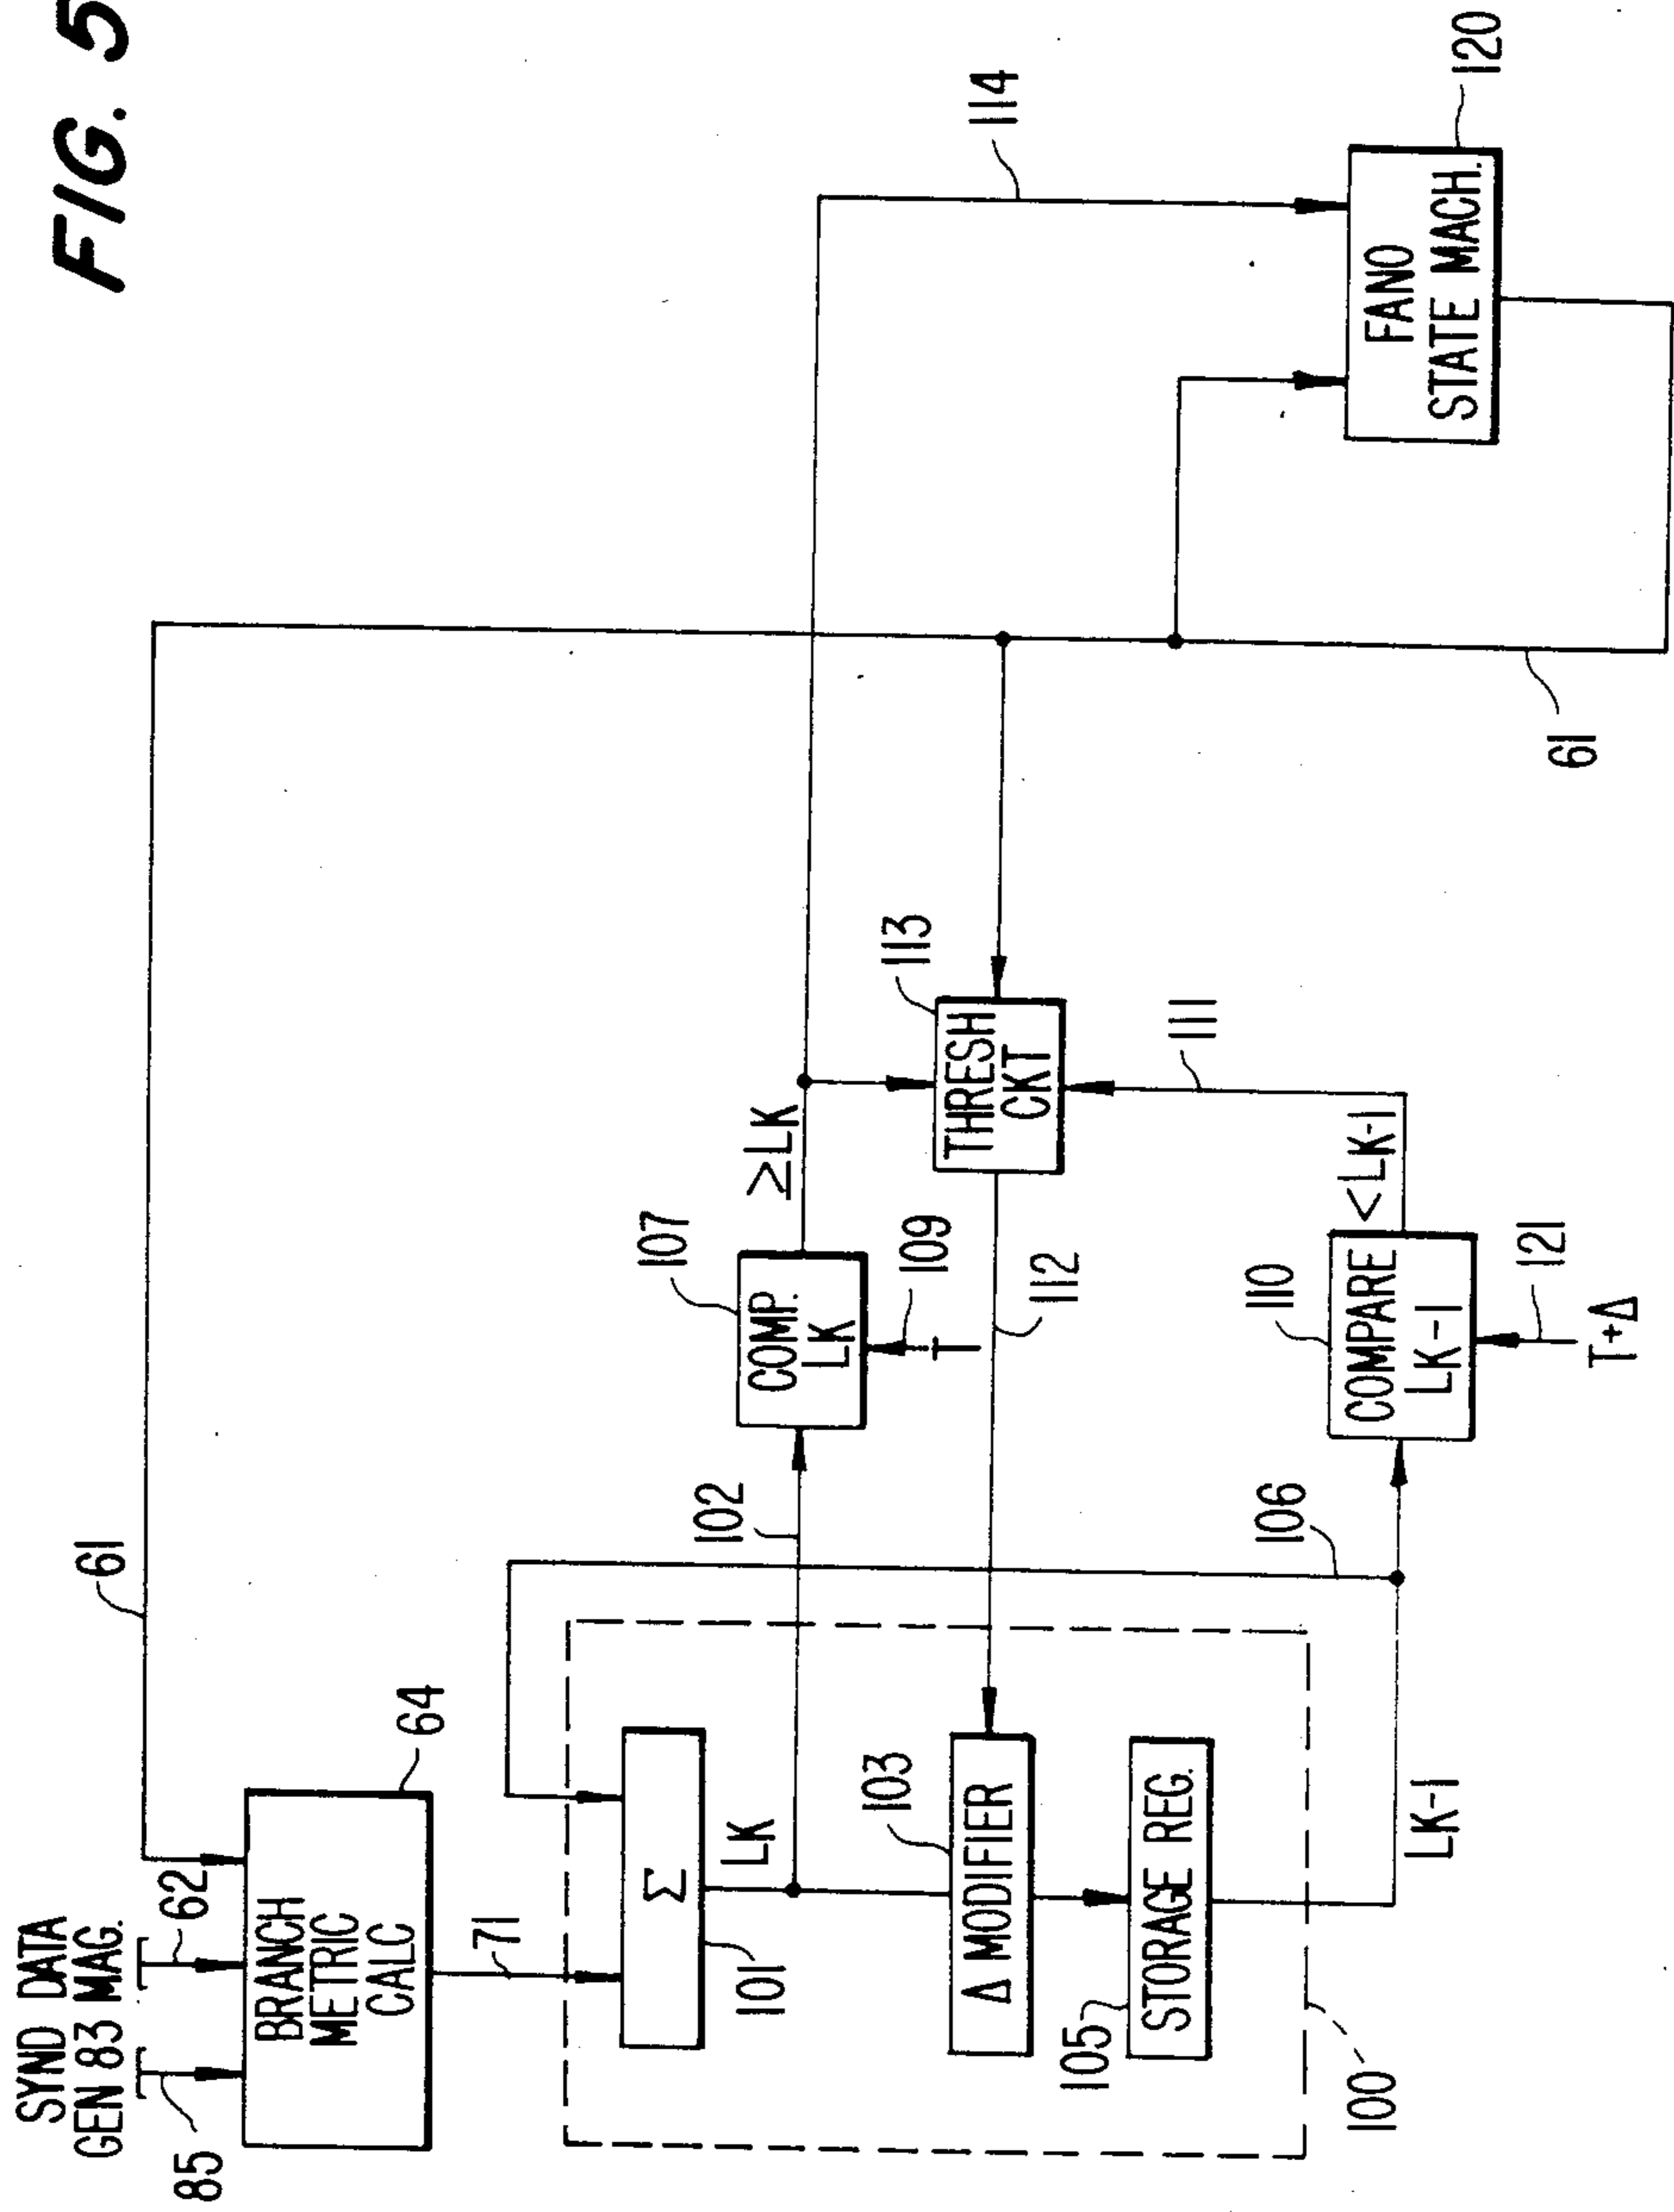 FIG. 5
61
SYND DATA
GEN 83 MAG.
62
85
BRANCH
METRIC
CALC
64
71
Σ
101
LK
102
COMP.
LK
107
T
109
≥LK
Δ MODIFIER
103
112
THRESH
CKT
113
STORAGE REG.
105
100
LK-1
106
COMPARE
LK-1
110
T+Δ
121
<LK-1
111
61
114
FANO
STATE MACH.
120